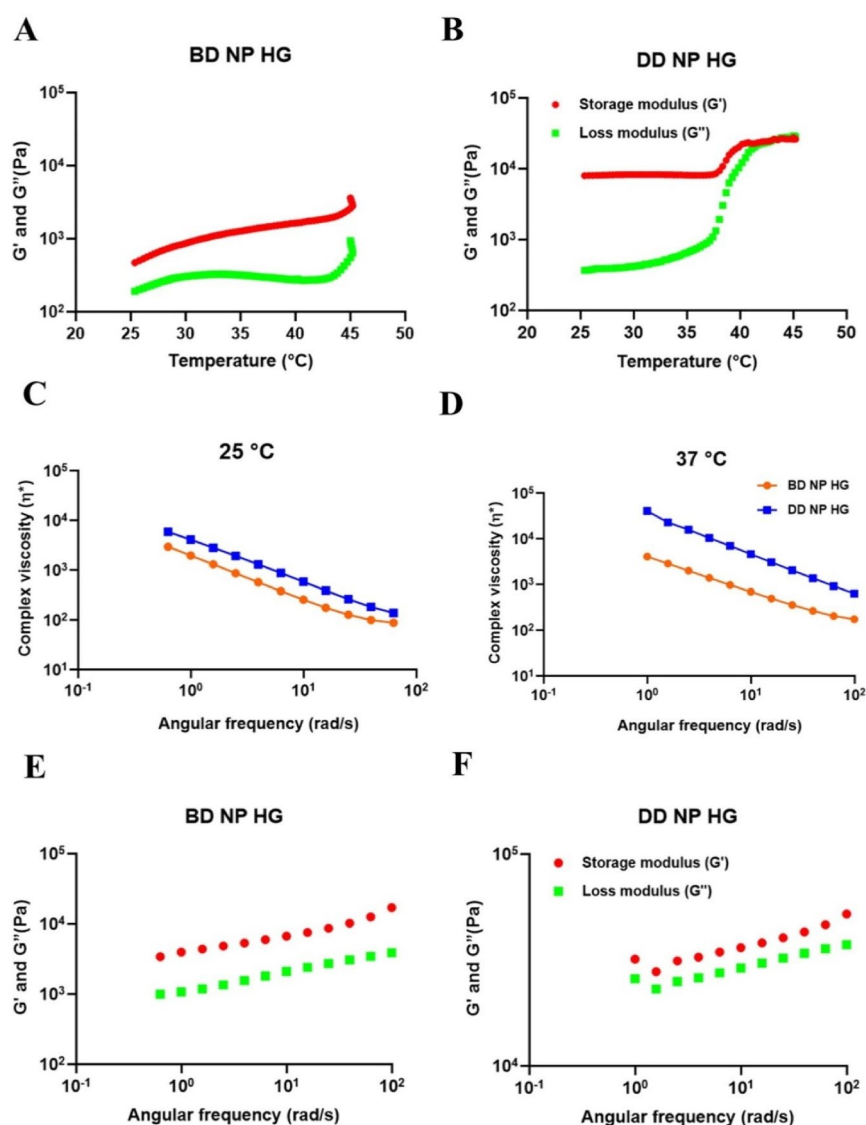 A
BD NP HG
G' and G"(Pa)
10⁵
10⁴
10³
10²
20 25 30 35 40 45 50
Temperature (°C)
B
DD NP HG
Storage modulus (G')
Loss modulus (G'')
G' and G"(Pa)
10⁵
10⁴
10³
10²
20 25 30 35 40 45 50
Temperature (°C)
C
25 °C
Complex viscosity (η*)
10⁵
10⁴
10³
10²
10¹
10⁻¹ 10⁰ 10¹ 10²
Angular frequency (rad/s)
D
37 °C
BD NP HG
DD NP HG
Complex viscosity (η*)
10⁵
10⁴
10³
10²
10¹
10⁻¹ 10⁰ 10¹ 10²
Angular frequency (rad/s)
E
BD NP HG
G' and G"(Pa)
10⁵
10⁴
10³
10²
10⁻¹ 10⁰ 10¹ 10²
Angular frequency (rad/s)
F
DD NP HG
Storage modulus (G')
Loss modulus (G'')
G' and G"(Pa)
10⁵
10⁴
10⁻¹ 10⁰ 10¹ 10²
Angular frequency (rad/s)